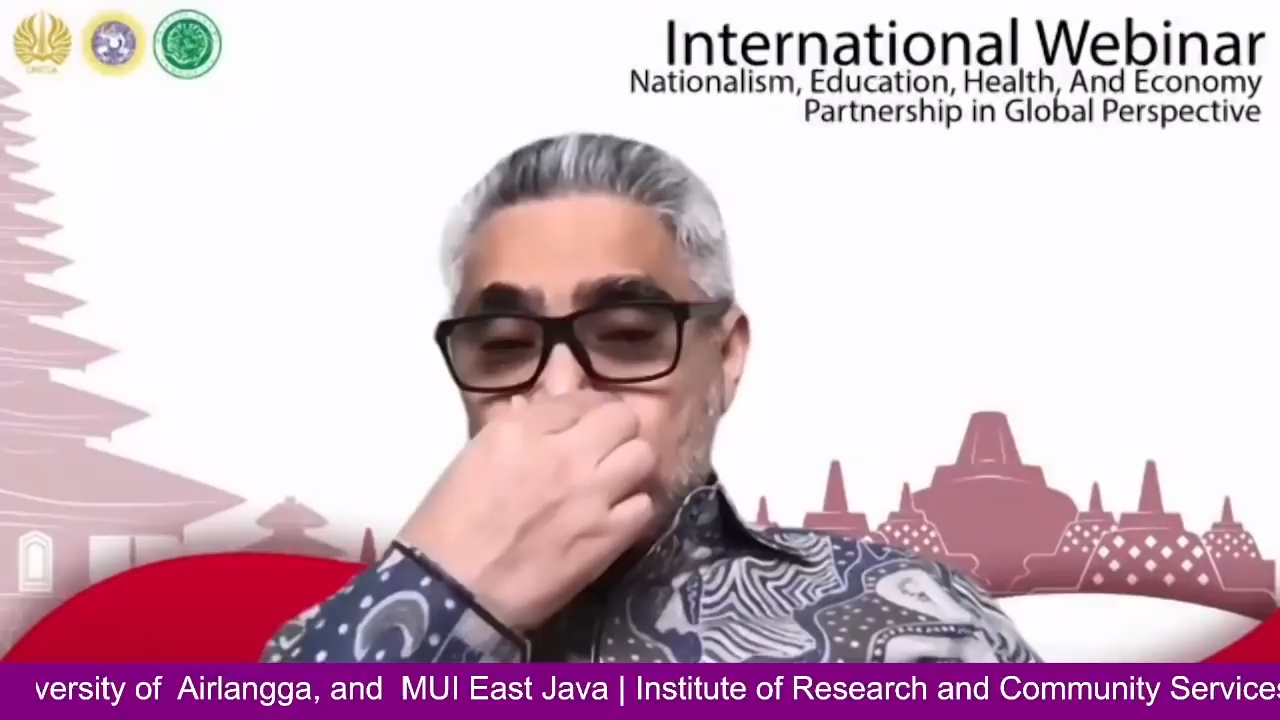 International Webinar
Nationalism, Education, Health, And Economy
Partnership in Global Perspective
versity of Airlangga, and MUI East Java | Institute of Research and Community Services